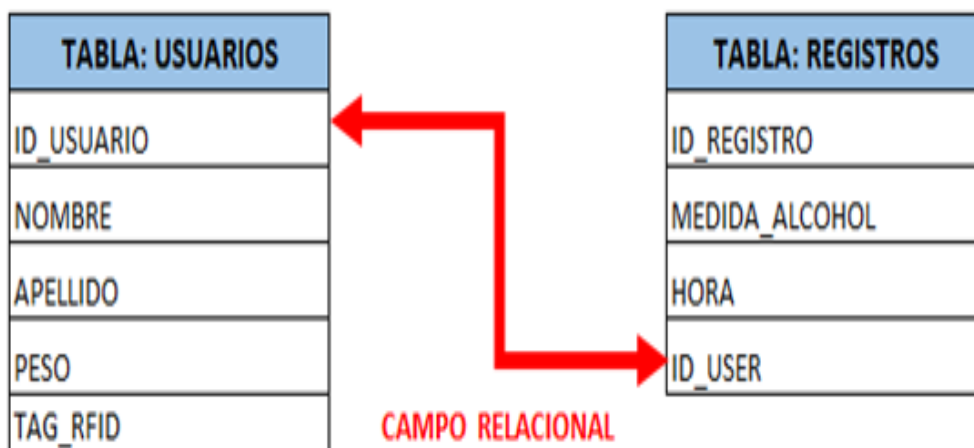 TABLA: USUARIOS
ID_USUARIO
NOMBRE
APELLIDO
PESO
TAG_RFID
CAMPO RELACIONAL
TABLA: REGISTROS
ID_REGISTRO
MEDIDA_ALCOHOL
HORA
ID_USER